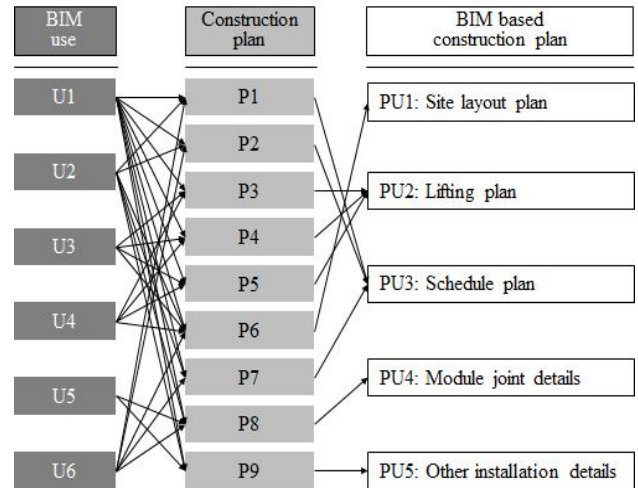 BIM use
Construction plan
BIM based construction plan
U1
U2
U3
U4
U5
U6
P1
P2
P3
P4
P5
P6
P7
P8
P9
PU1: Site layout plan
PU2: Lifting plan
PU3: Schedule plan
PU4: Module joint details
PU5: Other installation details